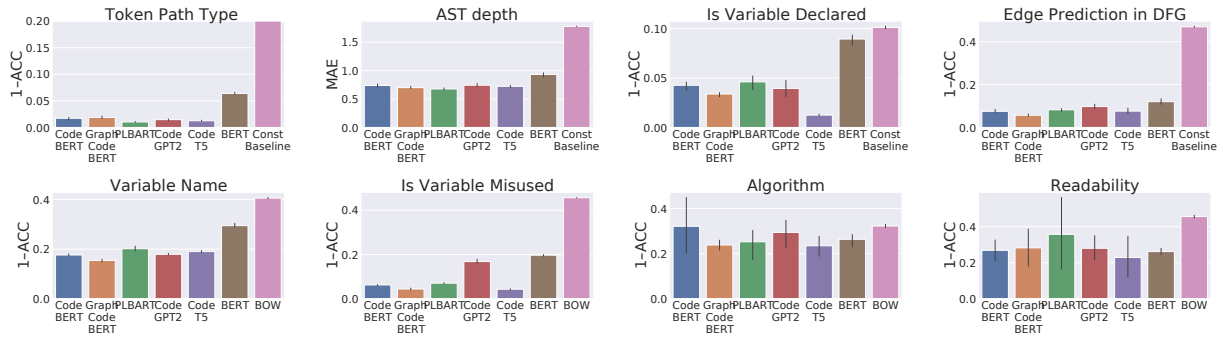 Token Path Type
1−ACC
0.20
0.15
0.10
0.05
0.00
Code BERT
Graph Code BERT
PLBART
Code GPT2
Code T5
BERT
Const Baseline
AST depth
MAE
1.5
1.0
0.5
0.0
Code BERT
Graph Code BERT
PLBART
Code GPT2
Code T5
BERT
Const Baseline
Is Variable Declared
1−ACC
0.10
0.05
0.00
Code BERT
Graph Code BERT
PLBART
Code GPT2
Code T5
BERT
Const Baseline
Edge Prediction in DFG
1−ACC
0.4
0.2
0.0
Code BERT
Graph Code BERT
PLBART
Code GPT2
Code T5
BERT
Const Baseline
Variable Name
1−ACC
0.4
0.2
0.0
Code BERT
Graph Code BERT
PLBART
Code GPT2
Code T5
BERT
BOW
Is Variable Misused
1−ACC
0.4
0.2
0.0
Code BERT
Graph Code BERT
PLBART
Code GPT2
Code T5
BERT
BOW
Algorithm
1−ACC
0.4
0.2
0.0
Code BERT
Graph Code BERT
PLBART
Code GPT2
Code T5
BERT
BOW
Readability
1−ACC
0.4
0.2
0.0
Code BERT
Graph Code BERT
PLBART
Code GPT2
Code T5
BERT
BOW